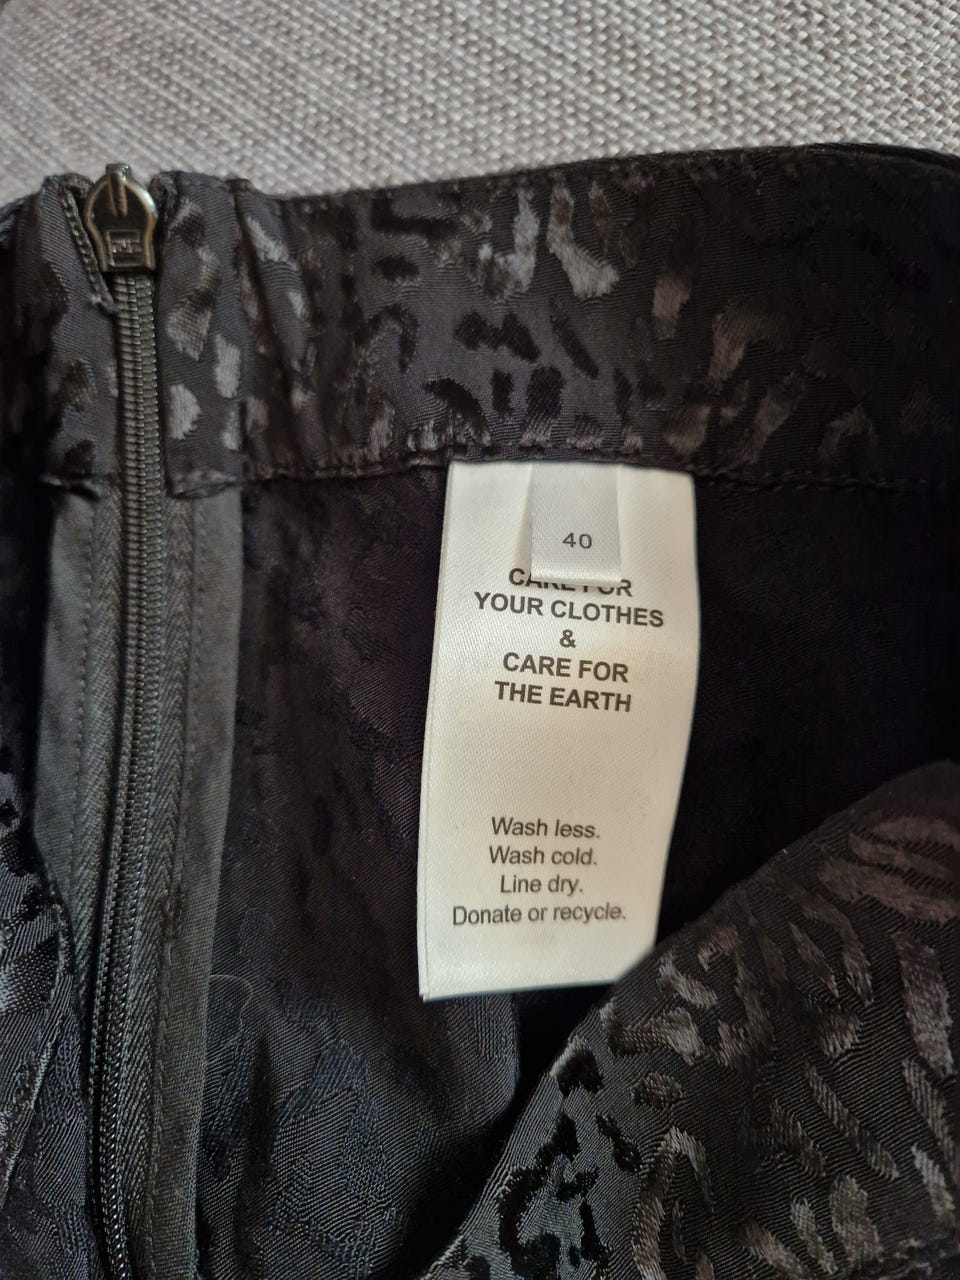 40
CARE FOR
YOUR CLOTHES
&
CARE FOR
THE EARTH
Wash less.
Wash cold.
Line dry.
Donate or recycle.